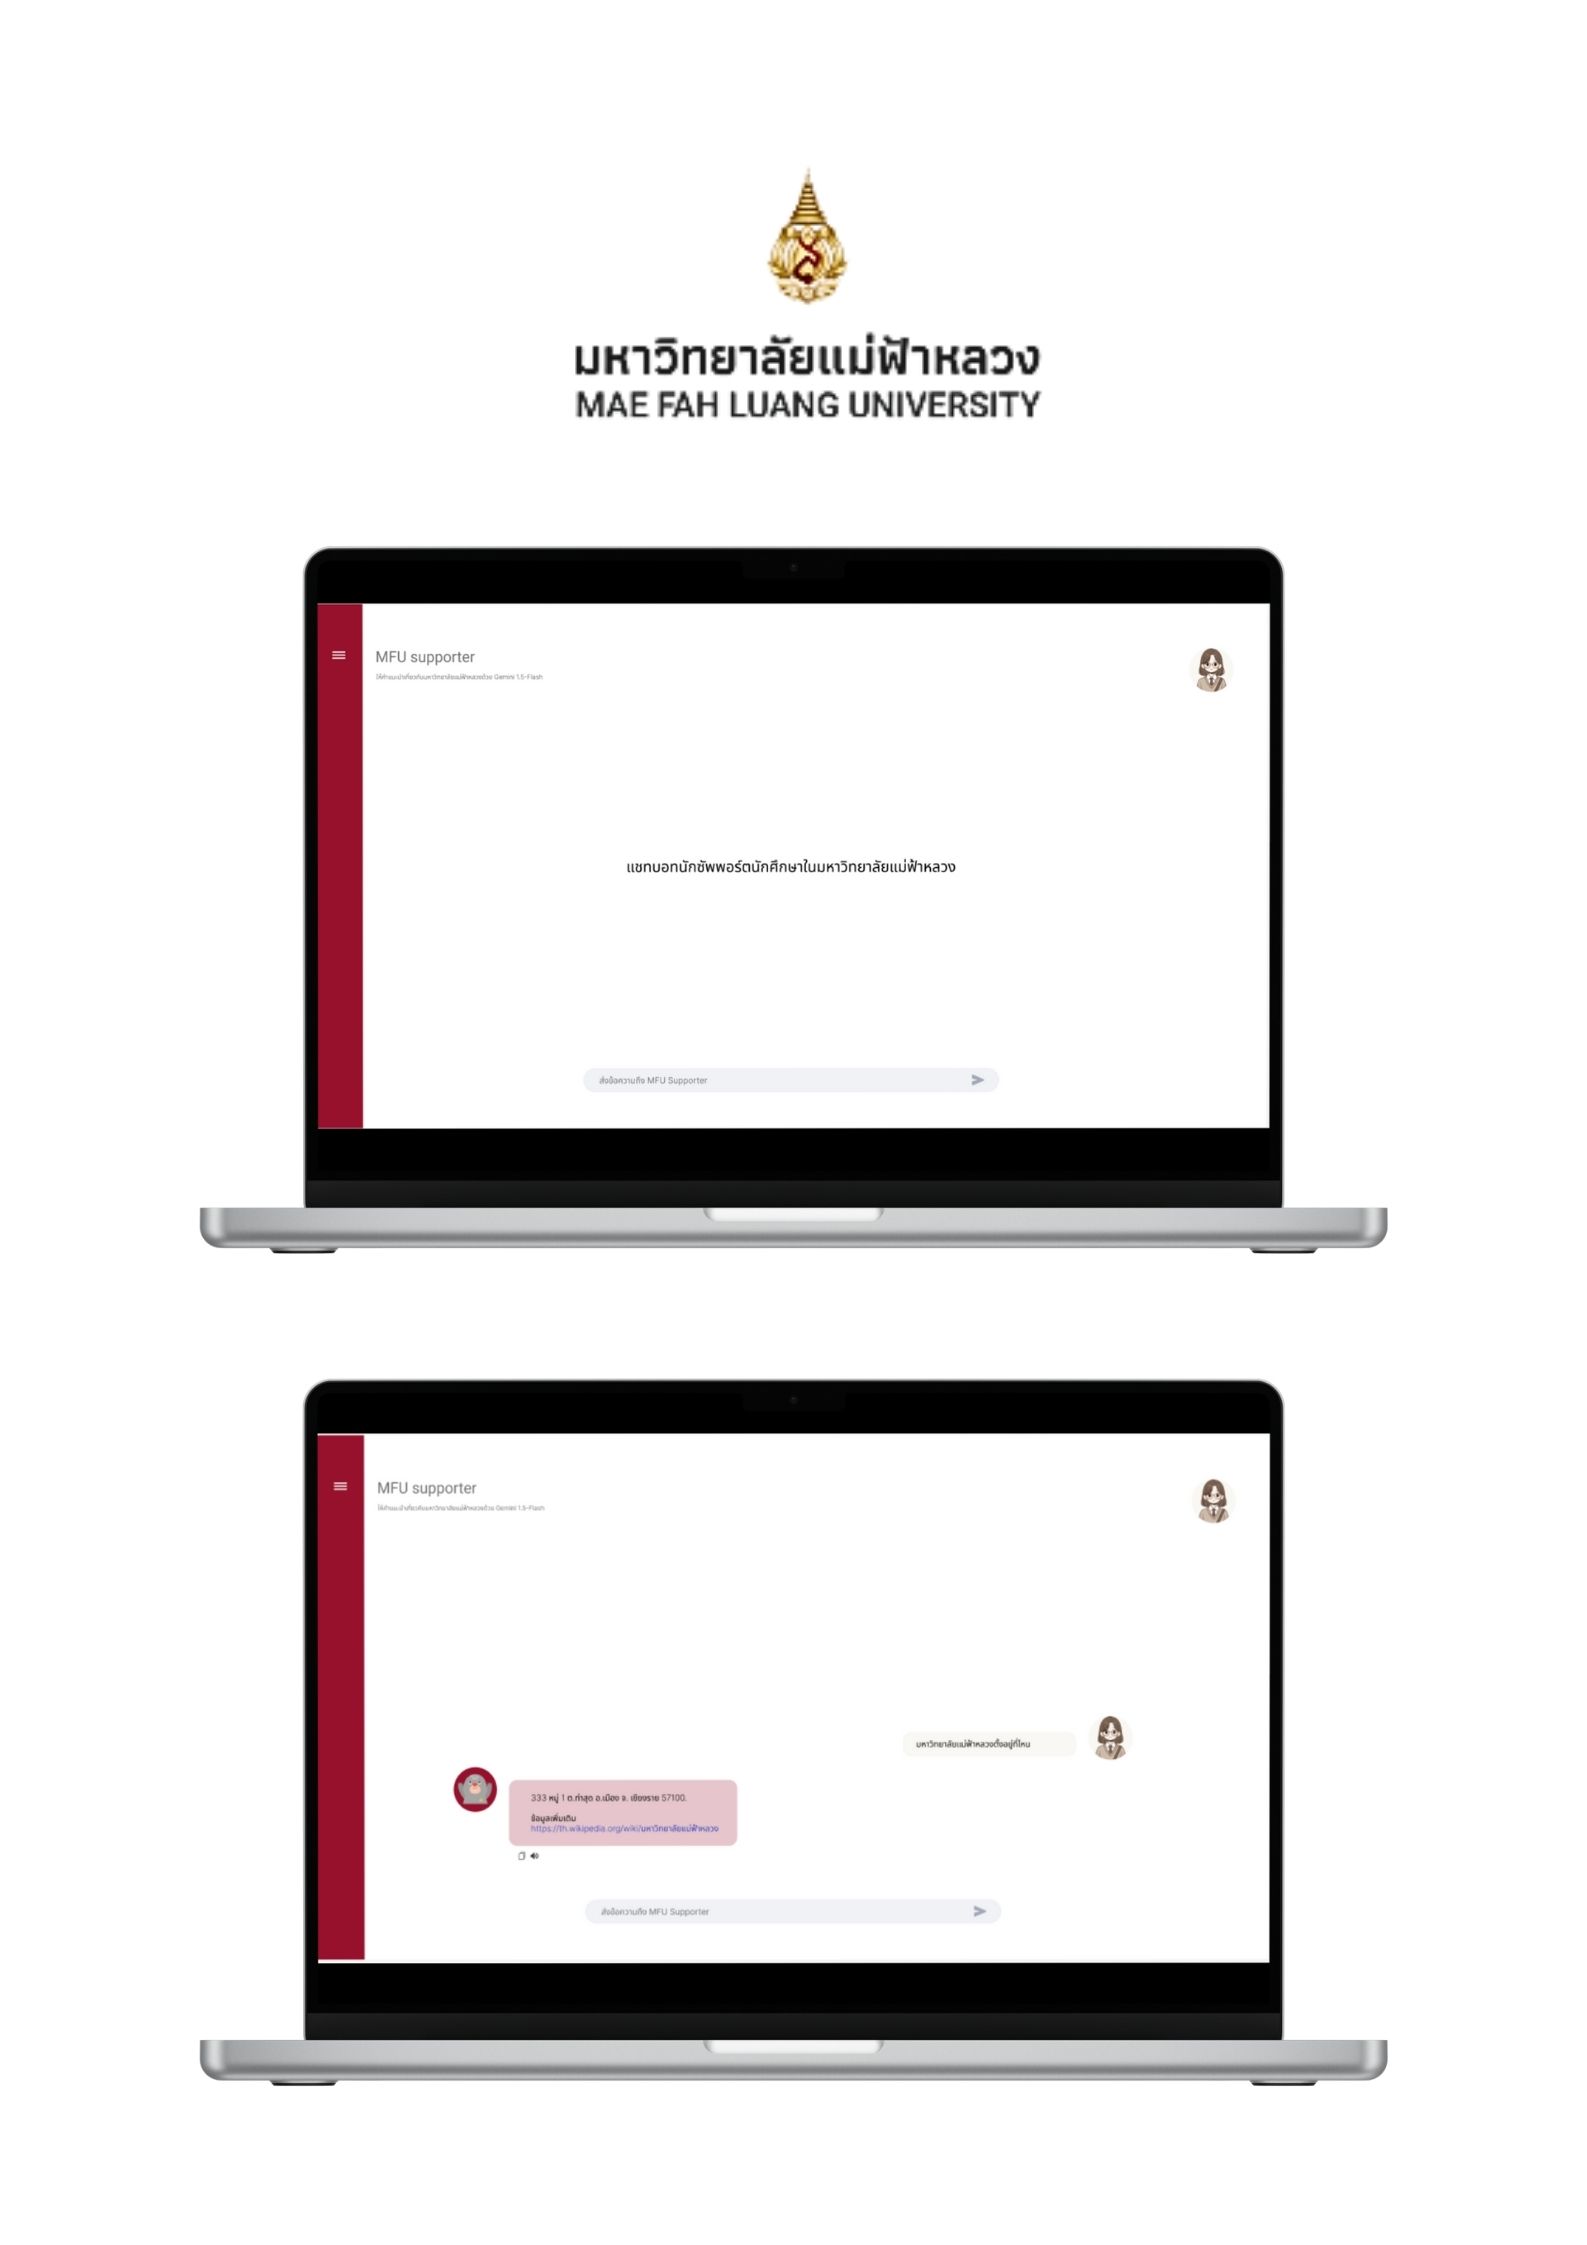 มหาวิทยาลัยแม่ฟ้าหลวง
MAE FAH LUANG UNIVERSITY
MFU supporter
ให้คำแนะนำเกี่ยวกับมหาวิทยาลัยแม่ฟ้าหลวงด้วย Gemini 1.5-Flash
แชทบอทนักซัพพอร์ตนักศึกษาในมหาวิทยาลัยแม่ฟ้าหลวง
ส่งข้อความถึง MFU Supporter
MFU supporter
ให้คำแนะนำเกี่ยวกับมหาวิทยาลัยแม่ฟ้าหลวงด้วย Gemini 1.5-Flash
มหาวิทยาลัยแม่ฟ้าหลวงตั้งอยู่ที่ไหน
333 หมู่ 1 ต.ท่าสุด อ.เมือง จ. เชียงราย 57100.
ข้อมูลเพิ่มเติม
https://th.wikipedia.org/wiki/มหาวิทยาลัยแม่ฟ้าหลวง
ส่งข้อความถึง MFU Supporter